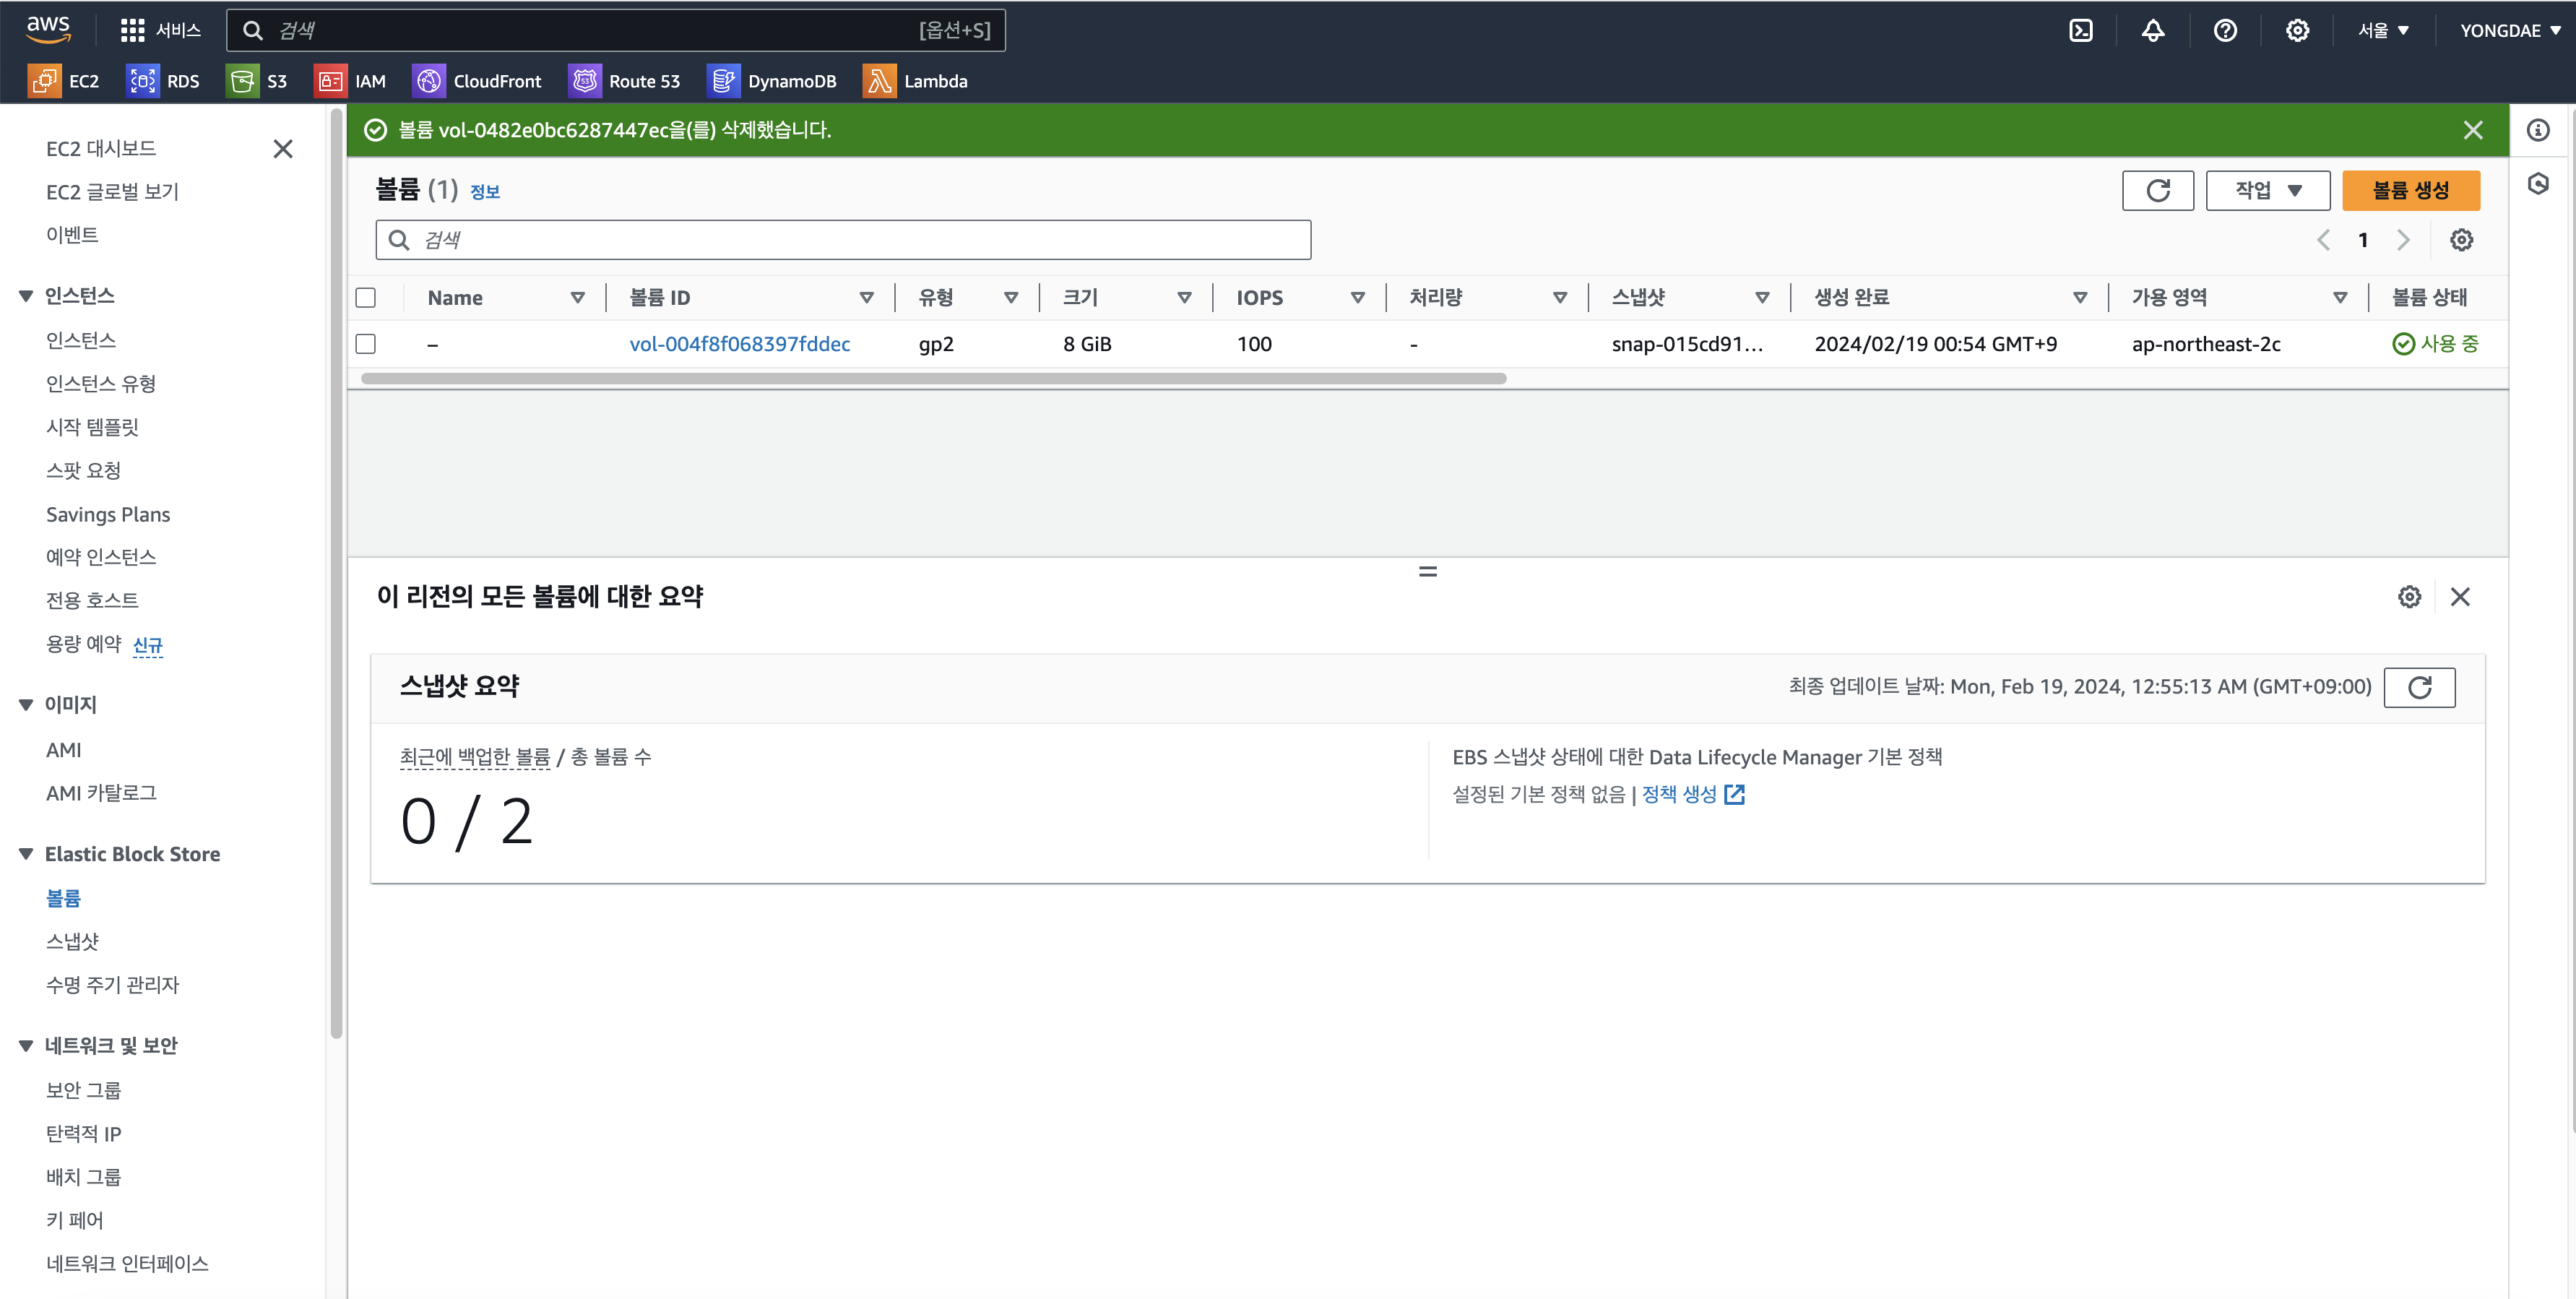 aws
서비스
검색
[옵션+S]
서울
YONGDAE
EC2
RDS
S3
IAM
CloudFront
Route 53
DynamoDB
Lambda
EC2 대시보드
EC2 글로벌 보기
이벤트
인스턴스
인스턴스
인스턴스 유형
시작 템플릿
스팟 요청
Savings Plans
예약 인스턴스
전용 호스트
용량 예약 신규
이미지
AMI
AMI 카탈로그
Elastic Block Store
볼륨
스냅샷
수명 주기 관리자
네트워크 및 보안
보안 그룹
탄력적 IP
배치 그룹
키 페어
네트워크 인터페이스
볼륨 vol-0482e0bc6287447ec을(를) 삭제했습니다.
볼륨 (1) 정보
작업
볼륨 생성
검색
1
Name 볼륨 ID 유형 크기 IOPS 처리량 스냅샷 생성 완료 가용 영역 볼륨 상태
– vol-004f8f068397fddec gp2 8 GiB 100 - snap-015cd91... 2024/02/19 00:54 GMT+9 ap-northeast-2c 사용 중
이 리전의 모든 볼륨에 대한 요약
스냅샷 요약
최종 업데이트 날짜: Mon, Feb 19, 2024, 12:55:13 AM (GMT+09:00)
최근에 백업한 볼륨 / 총 볼륨 수
0 / 2
EBS 스냅샷 상태에 대한 Data Lifecycle Manager 기본 정책
설정된 기본 정책 없음 | 정책 생성